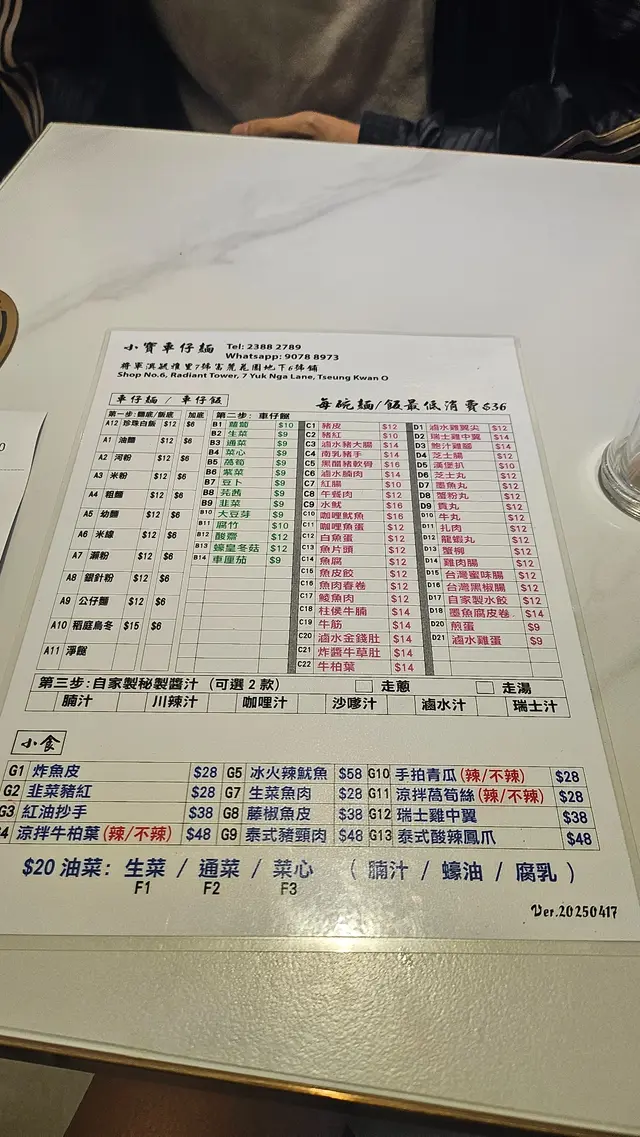 小寶車仔麵 Tel: 2388 2789
Whatsapp: 9078 8973
將軍澳毓雅里7號富麗花園地下6號鋪
Shop No.6, Radiant Tower, 7 Yuk Nga Lane, Tseung Kwan O
車仔麵 / 車仔飯 每碗麵/飯最低消費$36
第一步:麵底/飯底 加底
A12 珍珠白飯 $12 $6
A1 油麵 $12 $6
A2 河粉 $12 $6
A3 米粉 $12 $6
A4 粗麵 $12 $6
A5 幼麵 $12 $6
A6 米線 $12 $6
A7 瀨粉 $12 $6
A8 銀針粉 $12 $6
A9 公仔麵 $12 $6
A10 稻庭烏冬 $15 $6
A11 淨餸
第二步: 車仔餸
B1 蘿蔔 $10
B2 生菜 $9
B3 通菜 $9
B4 菜心 $9
B5 萵筍 $9
B6 紫菜 $9
B7 豆卜 $9
B8 芫茜 $9
B9 韭菜 $9
B10 大豆芽 $9
B11 腐竹 $10
B12 酸齋 $12
B13 蠔皇冬菇 $12
B14 車厘茄 $9
C1 豬皮 $12
C2 豬紅 $10
C3 滷水豬大腸 $14
C4 南乳豬手 $14
C5 黑醋豬軟骨 $16
C6 滷水腩肉 $14
C7 紅腸 $10
C8 午餐肉 $12
C9 水魷 $16
C10 咖哩魷魚 $16
C11 咖哩魚蛋 $12
C12 白魚蛋 $12
C13 魚片頭 $12
C14 魚腐 $12
C15 魚皮餃 $12
C16 魚肉春卷 $12
C17 鯪魚肉 $12
C18 柱侯牛腩 $14
C19 牛筋 $14
C20 滷水金錢肚 $14
C21 炸醬牛草肚 $14
C22 牛柏葉 $14
D1 滷水雞翼尖 $12
D2 瑞士雞中翼 $14
D3 鮑汁雞腳 $14
D4 芝士腸 $12
D5 漢堡扒 $10
D6 芝士丸 $12
D7 墨魚丸 $12
D8 蟹粉丸 $12
D9 貢丸 $12
D10 牛丸 $12
D11 扎肉 $12
D12 龍蝦丸 $12
D13 蟹柳 $12
D14 雞肉腸 $12
D15 台灣蜜味腸 $12
D16 台灣黑椒腸 $12
D17 自家製水餃 $12
D18 墨魚腐皮卷 $14
D20 煎蛋 $9
D21 滷水雞蛋 $9
第三步:自家製秘製醬汁 (可選 2 款) 走蔥 走湯
腩汁 川辣汁 咖哩汁 沙嗲汁 滷水汁 瑞士汁
小食
G1 炸魚皮 $28 G5 冰火辣魷魚 $58 G10 手拍青瓜(辣/不辣) $28
G2 韭菜豬紅 $28 G7 生菜魚肉 $28 G11 涼拌萵筍絲(辣/不辣) $28
G3 紅油抄手 $38 G8 藤椒魚皮 $38 G12 瑞士雞中翼 $38
4 涼拌牛柏葉(辣/不辣) $48 G9 泰式豬頸肉 $48 G13 泰式酸辣鳳爪 $48
$20 油菜: 生菜 / 通菜 / 菜心 ( 腩汁 / 蠔油 / 腐乳 )
F1 F2 F3
Ver.20250417